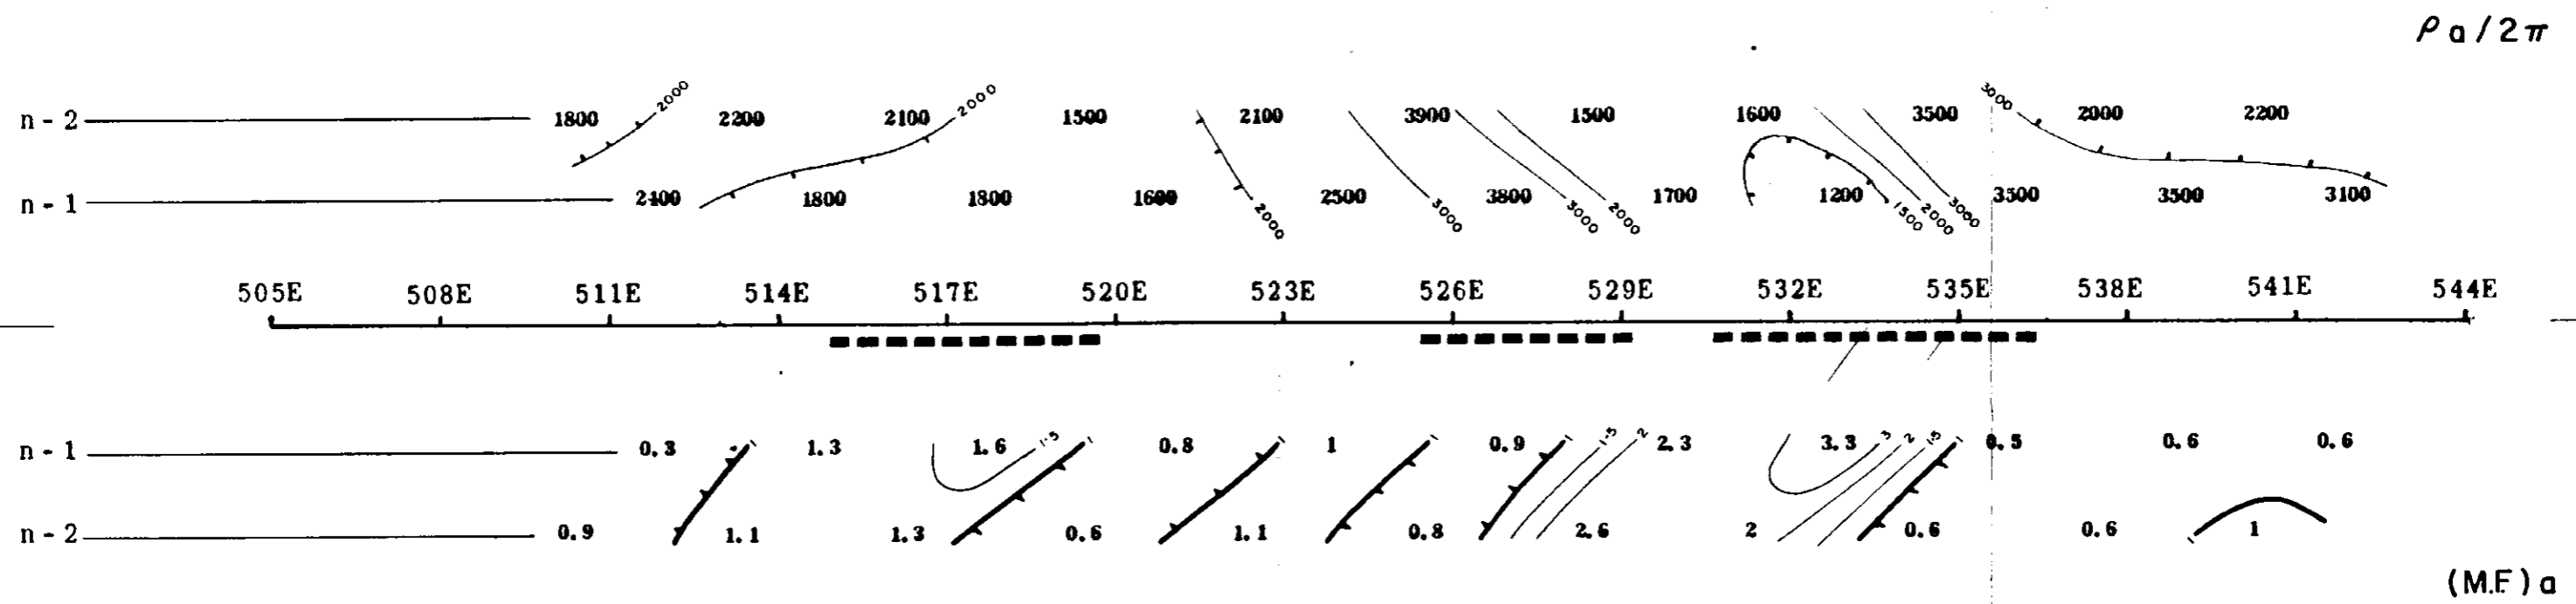 ρ a / 2 π
2000 2000 3000
n - 2 1800 2200 2100 1500 2100 3900 1500 1600 3500 2000 2200
n - 1 2400 1800 1800 1600 2500 3800 1700 1200 3500 3500 3100
2000 3000 3000 2000 1500 2000 3000
505E 508E 511E 514E 517E 520E 523E 526E 529E 532E 535E 538E 541E 544E
1 1.5 1 1 1 1 1.5 2 3 2 1.5 1
n - 1 0.3 1.3 1.6 0.8 1 0.9 2.3 3.3 0.5 0.6 0.6
n - 2 0.9 1.1 1.3 0.6 1.1 0.8 2.6 2 0.6 0.6 1
1
(M.F.) a